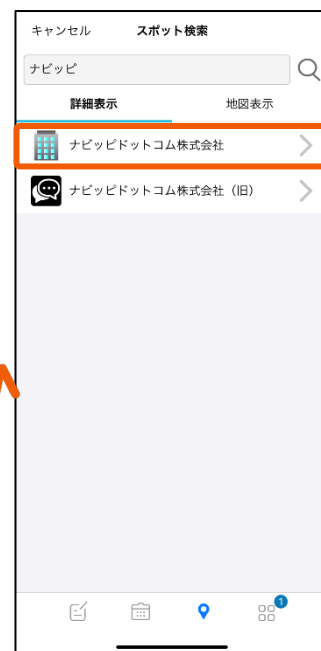 キャンセル スポット検索
ナビッピ
詳細表示 地図表示
ナビッピドットコム株式会社
ナビッピドットコム株式会社（旧）
1